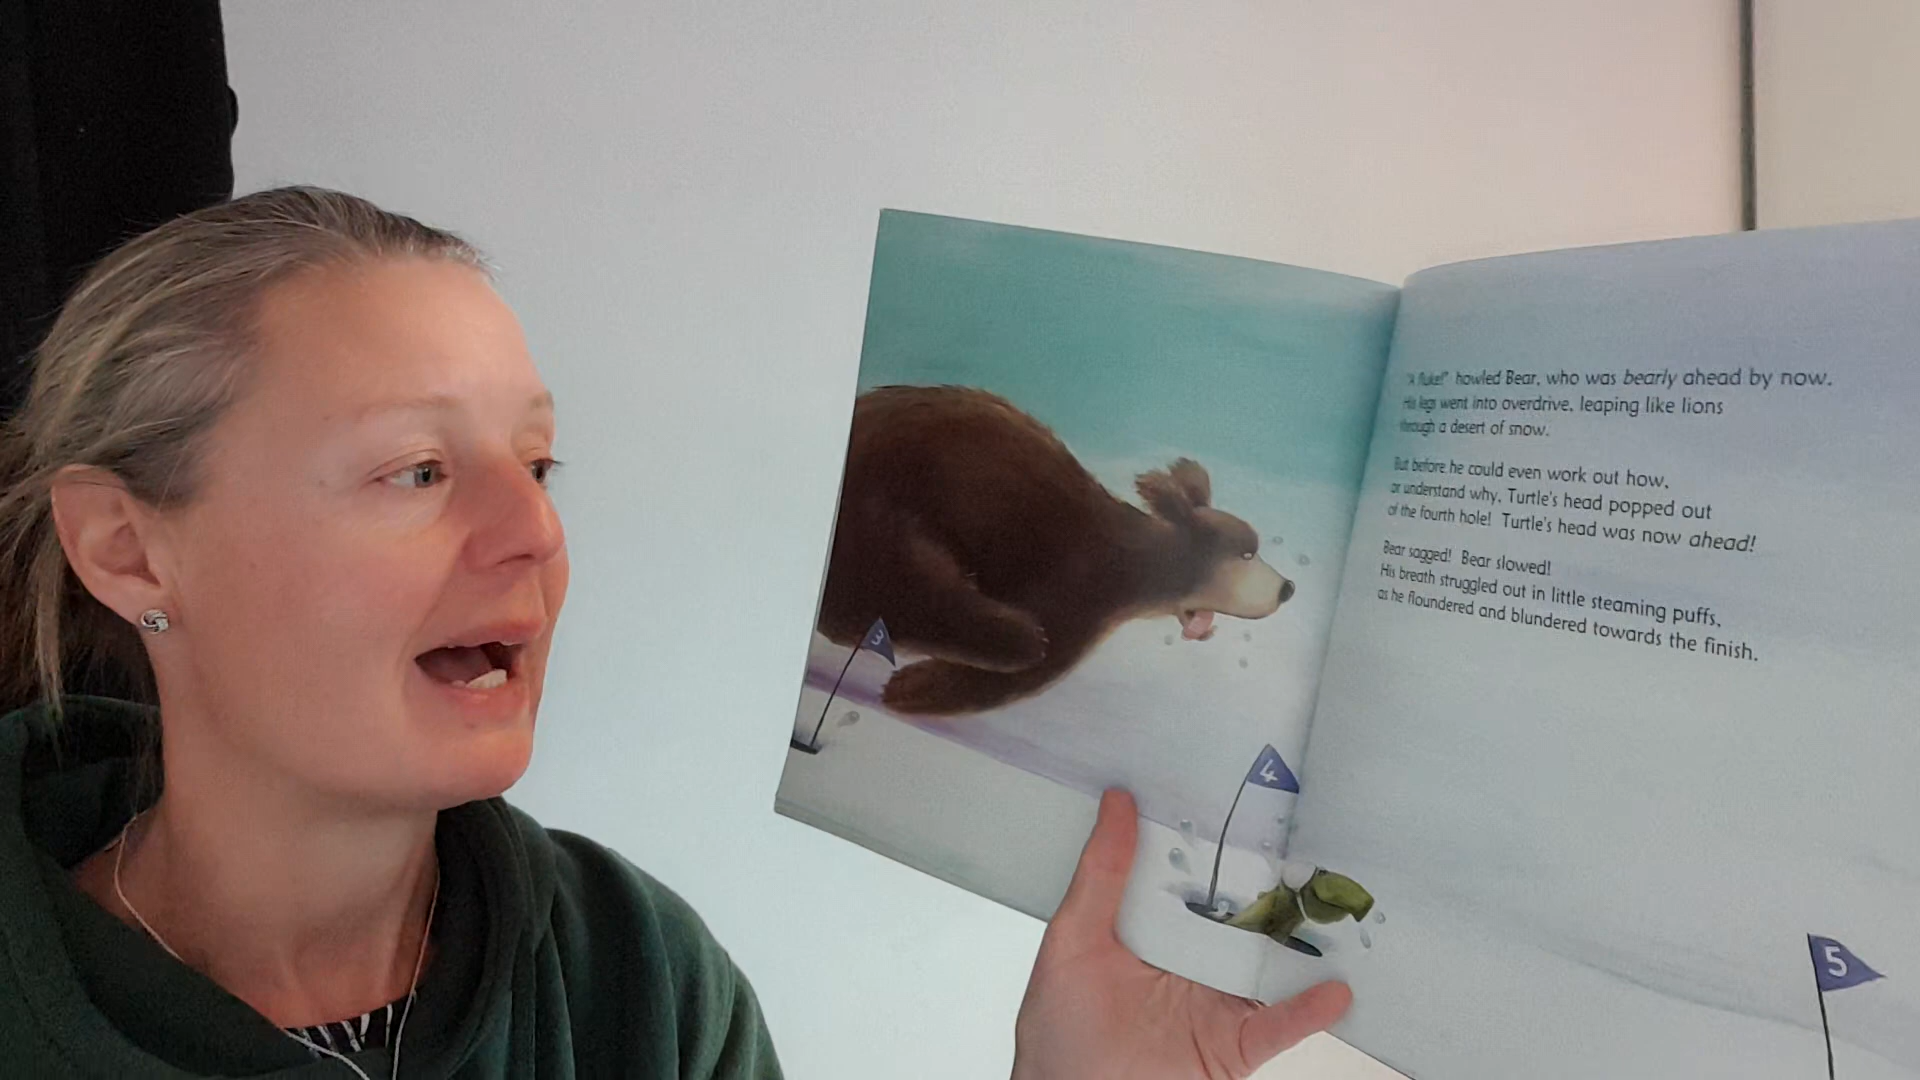 3
4
"A fluke!" howled Bear, who was bearly ahead by now.
His legs went into overdrive, leaping like lions
through a desert of snow.
But before he could even work out how,
or understand why, Turtle's head popped out
of the fourth hole! Turtle's head was now ahead!
Bear sagged! Bear slowed!
His breath struggled out in little steaming puffs,
as he floundered and blundered towards the finish.
5